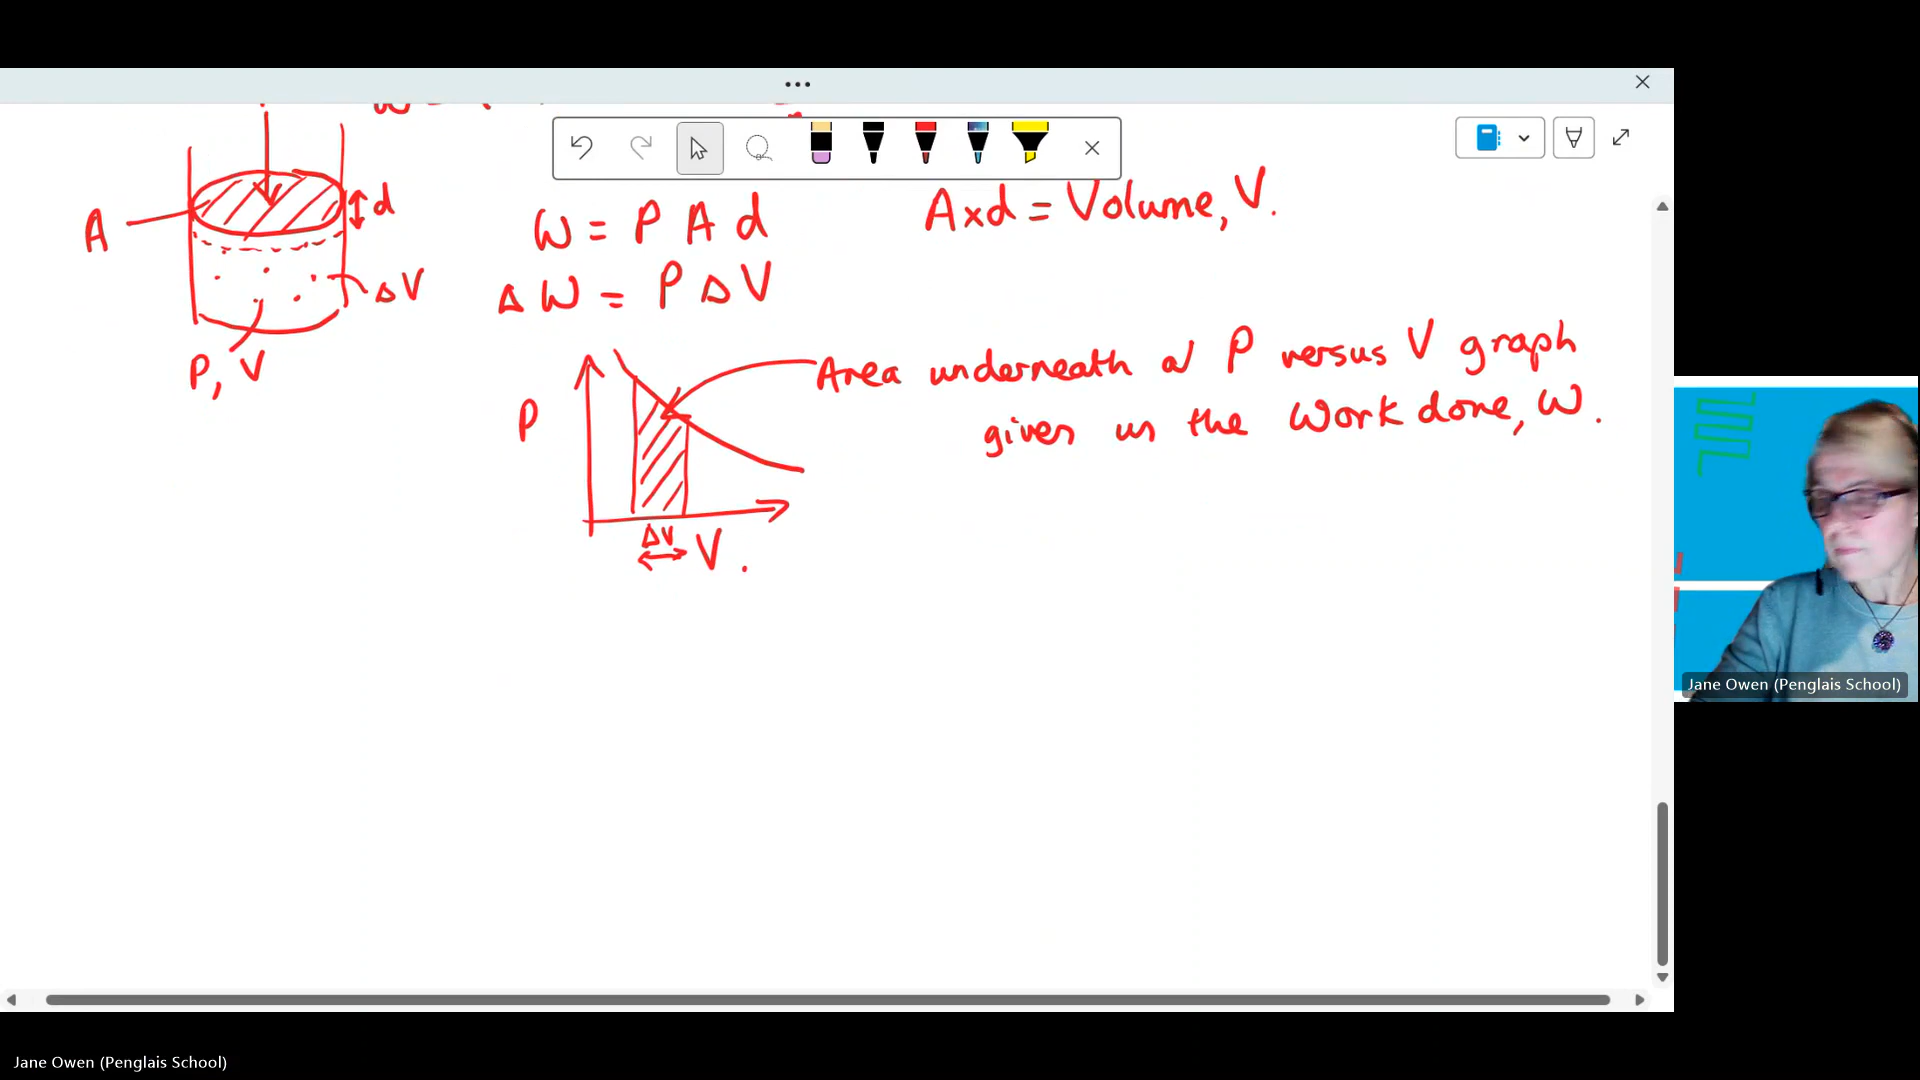 A
d
ΔV
P, V
W = P A d
A x d = Volume, V.
ΔW = P ΔV
P
ΔV
V.
Area underneath a P versus V graph
gives us the Work done, W.
Jane Owen (Penglais School)
Jane Owen (Penglais School)